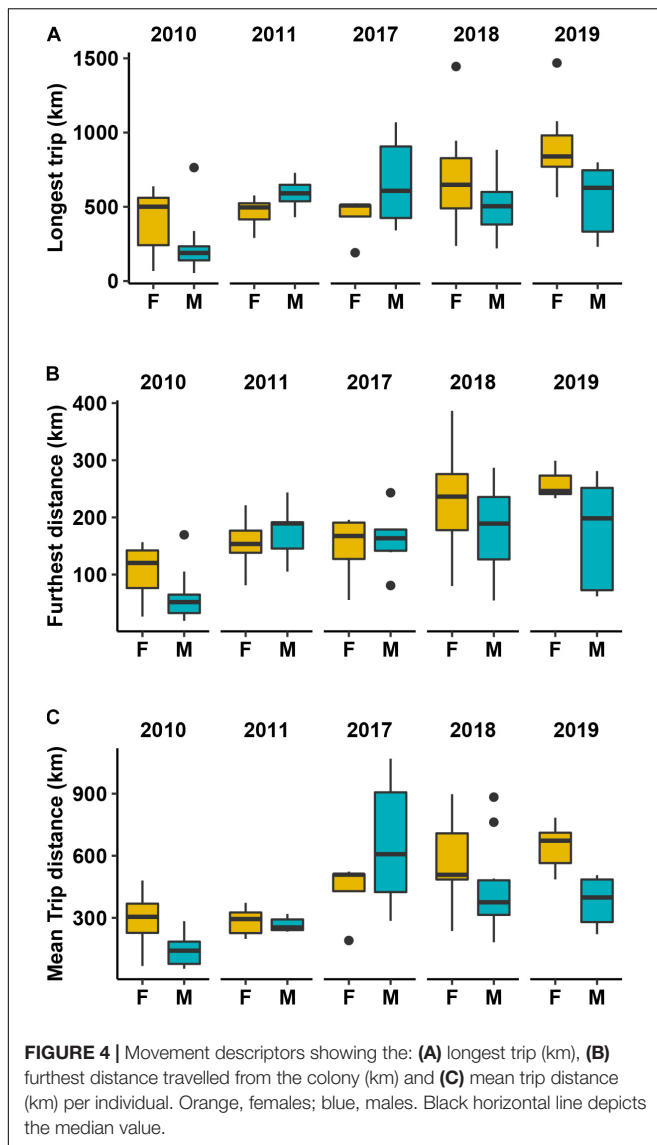 A
2010 2011 2017 2018 2019
Longest trip (km)
1500
1000
500
0
F M F M F M F M F M
B
2010 2011 2017 2018 2019
Furthest distance (km)
400
300
200
100
F M F M F M F M F M
C
2010 2011 2017 2018 2019
Mean Trip distance (km)
900
600
300
F M F M F M F M F M
FIGURE 4 | Movement descriptors showing the: (A) longest trip (km), (B)
furthest distance travelled from the colony (km) and (C) mean trip distance
(km) per individual. Orange, females; blue, males. Black horizontal line depicts
the median value.